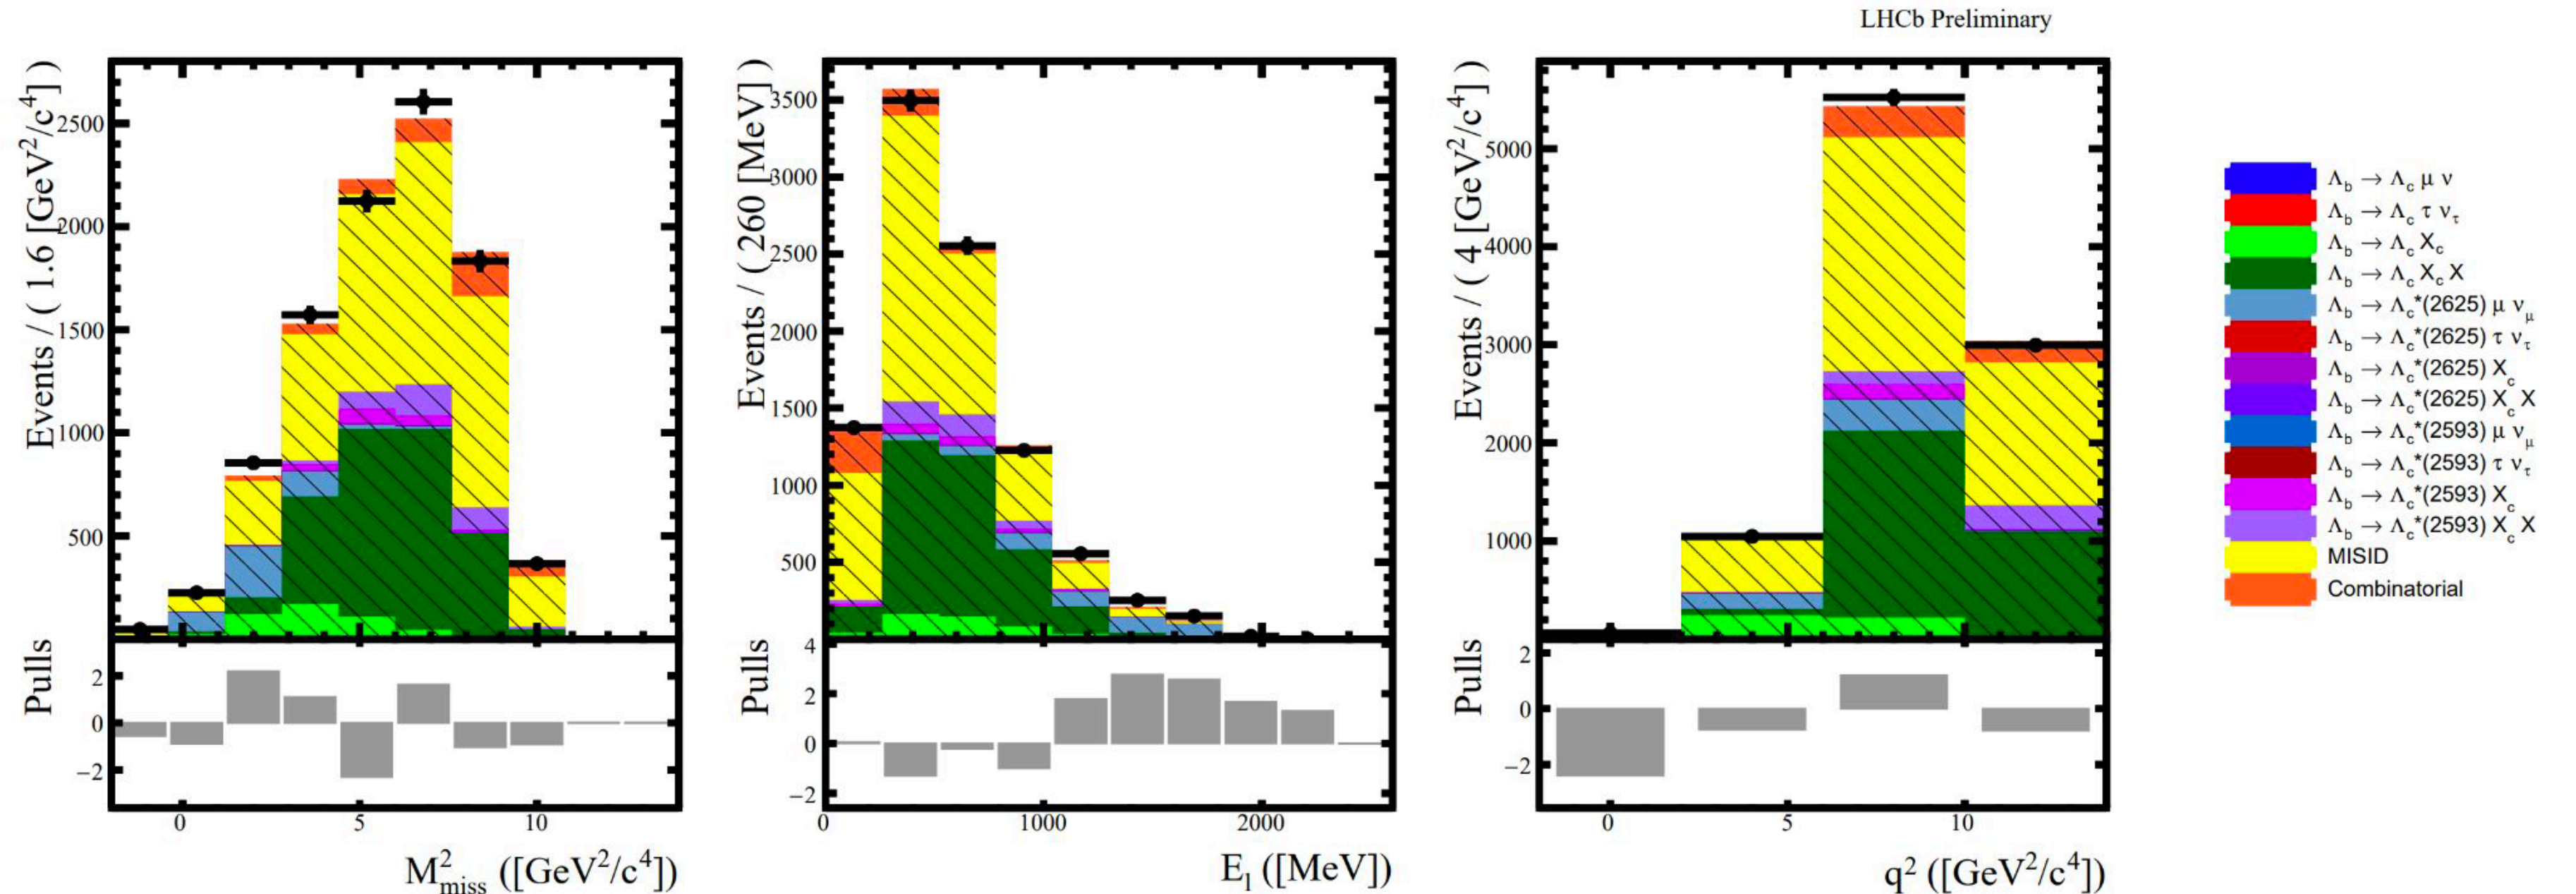 LHCb Preliminary
Events / ( 1.6 [GeV²/c⁴] )
2500
2000
1500
1000
500
Pulls
2
0
−2
0
5
10
M²miss ([GeV²/c⁴])
Events / ( 260 [MeV] )
3500
3000
2500
2000
1500
1000
500
Pulls
4
2
0
−2
0
1000
2000
El ([MeV])
Events / ( 4 [GeV²/c⁴] )
5000
4000
3000
2000
1000
Pulls
2
0
−2
0
5
10
q² ([GeV²/c⁴])
Λb → Λc μ ν
Λb → Λc τ ντ
Λb → Λc Xc
Λb → Λc Xc X
Λb → Λc*(2625) μ νμ
Λb → Λc*(2625) τ ντ
Λb → Λc*(2625) Xc
Λb → Λc*(2625) Xc X
Λb → Λc*(2593) μ νμ
Λb → Λc*(2593) τ ντ
Λb → Λc*(2593) Xc
Λb → Λc*(2593) Xc X
MISID
Combinatorial